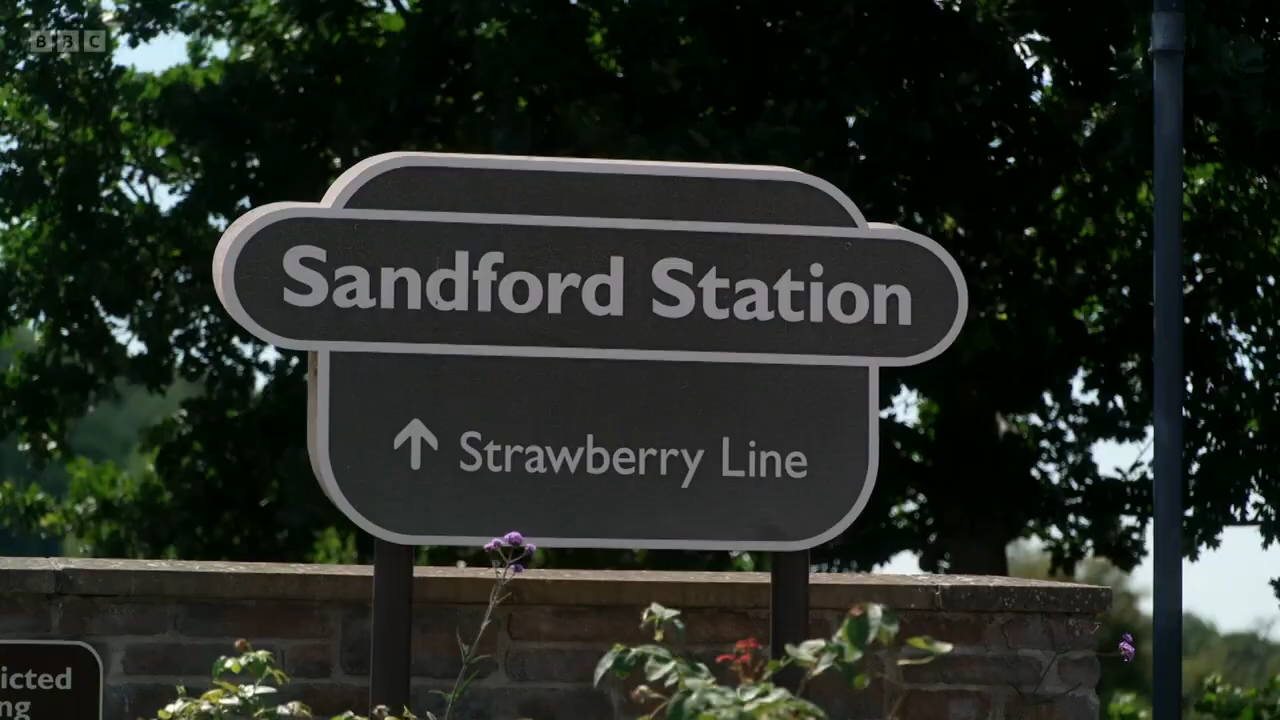 BBC
Sandford Station
↑ Strawberry Line
icted
ng